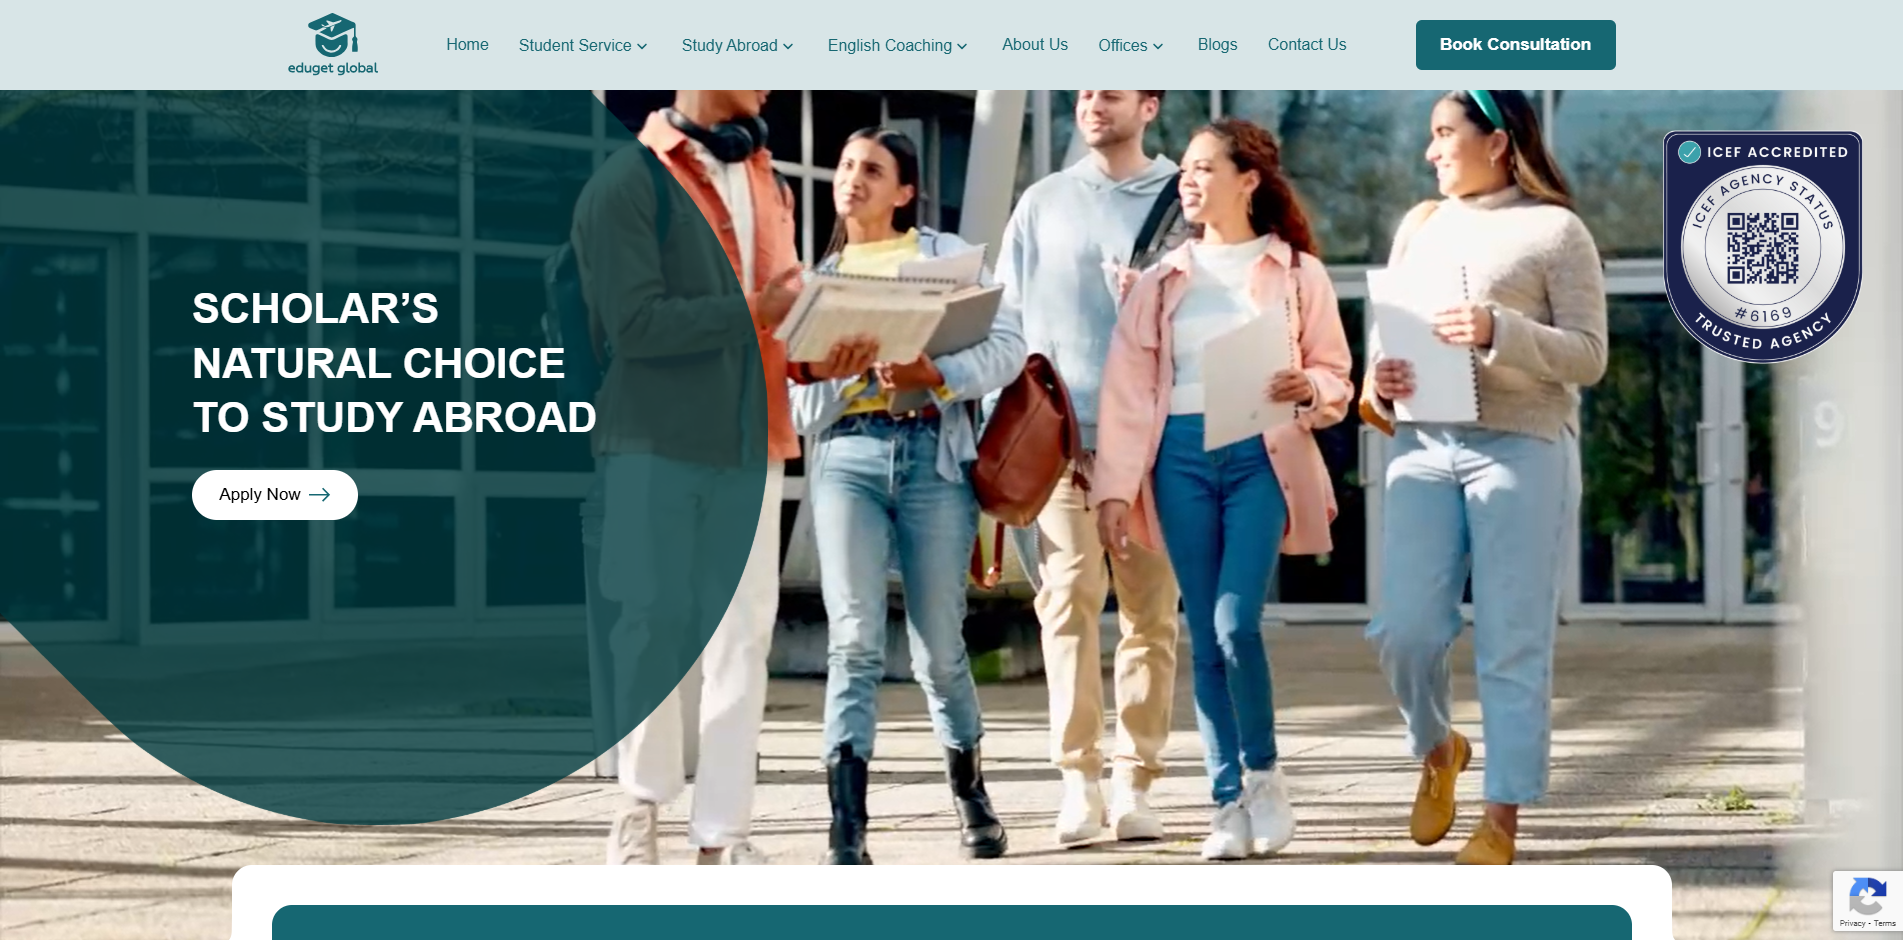 eduget global
Home
Student Service
Study Abroad
English Coaching
About Us
Offices
Blogs
Contact Us
Book Consultation
ICEF ACCREDITED
ICEF AGENCY STATUS
#6169
TRUSTED AGENCY
SCHOLAR’S
NATURAL CHOICE
TO STUDY ABROAD
Apply Now
9
Privacy - Terms